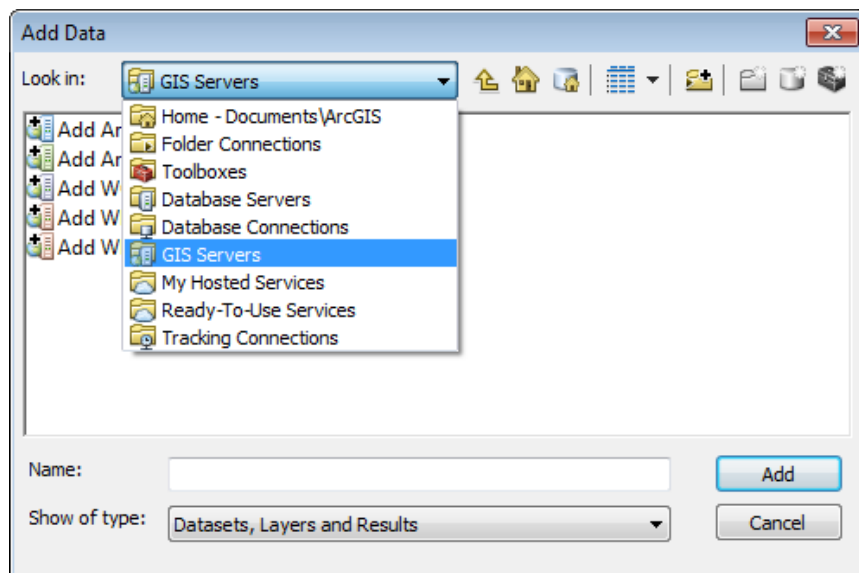 Add Data
Look in:
GIS Servers
Home - Documents\ArcGIS
Folder Connections
Toolboxes
Database Servers
Database Connections
GIS Servers
My Hosted Services
Ready-To-Use Services
Tracking Connections
Add Ar
Add Ar
Add W
Add W
Add W
Name:
Add
Show of type:
Datasets, Layers and Results
Cancel